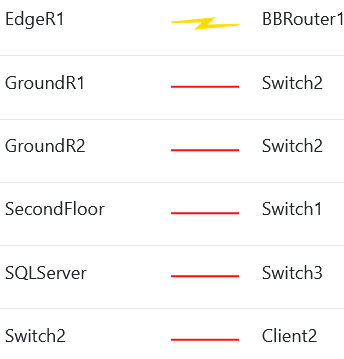 EdgeR1 BBRouter1
GroundR1 Switch2
GroundR2 Switch2
SecondFloor Switch1
SQLServer Switch3
Switch2 Client2